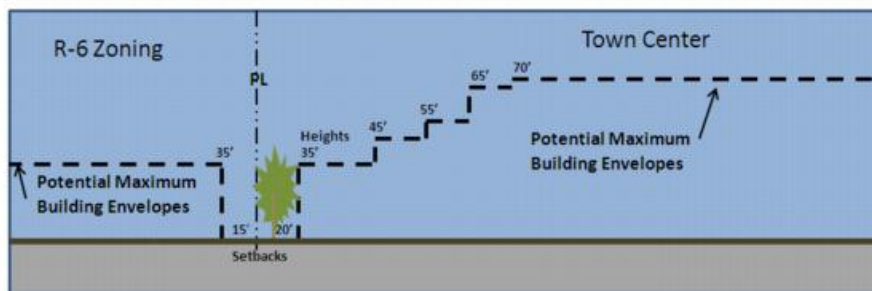 R-6 Zoning
Town Center
PL
35'
Heights
35'
45'
55'
65'
70'
Potential Maximum
Building Envelopes
Potential Maximum
Building Envelopes
15'
20'
Setbacks